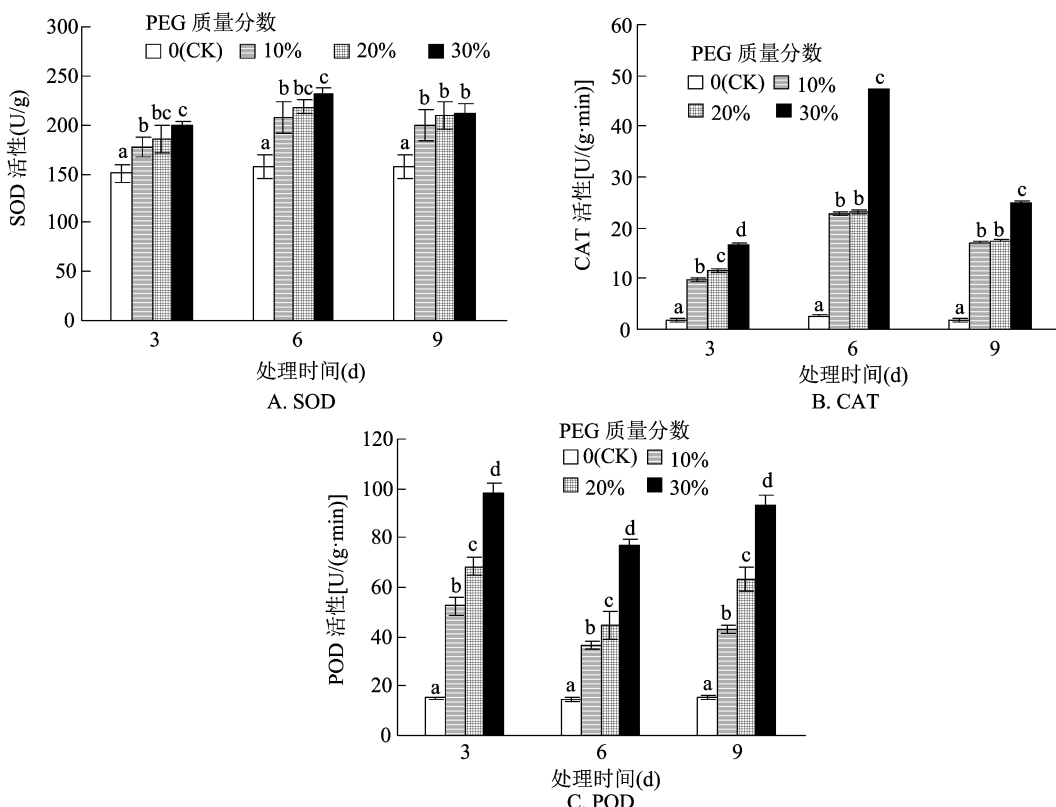 PEG 质量分数
0(CK) 10% 20% 30%
SOD 活性(U/g)
300
250
200
150
100
50
0
a b bc c
a b bc c
a b b b
3 6 9
处理时间(d)
A. SOD
PEG 质量分数
0(CK) 10%
20% 30%
CAT 活性[U/(g·min)]
60
50
40
30
20
10
0
a b c d
a b b c
a b b c
3 6 9
处理时间(d)
B. CAT
PEG 质量分数
0(CK) 10%
20% 30%
POD 活性[U/(g·min)]
120
100
80
60
40
20
0
a b c d
a b c d
a b c d
3 6 9
处理时间(d)
C. POD